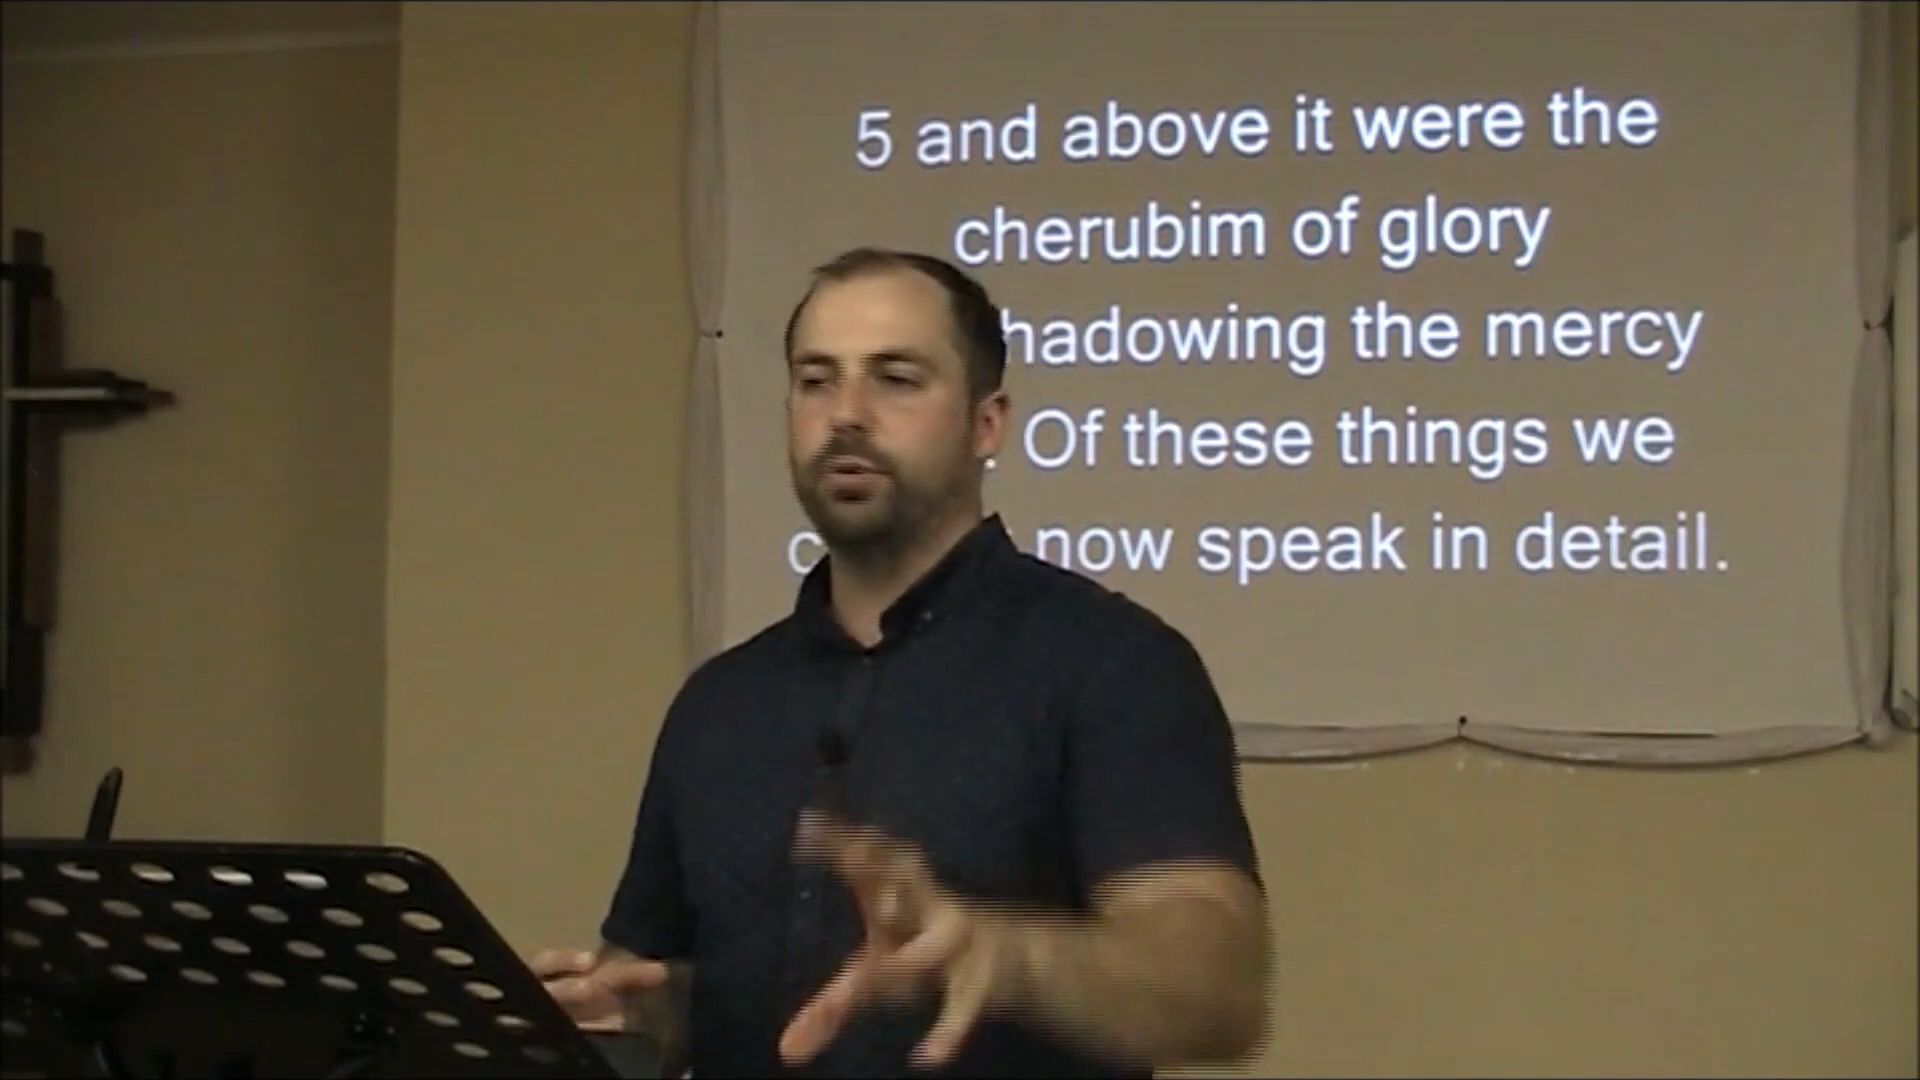 5 and above it were the
cherubim of glory
hadowing the mercy
. Of these things we
now speak in detail.